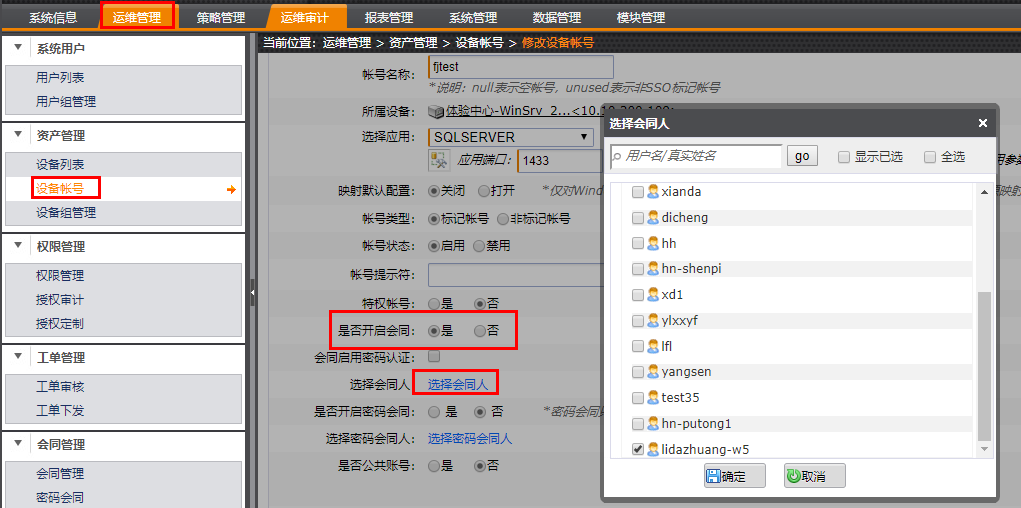 系统信息 运维管理 策略管理 运维审计 报表管理 系统管理 数据管理 模块管理
系统用户
用户列表
用户组管理
资产管理
设备列表
设备帐号
设备组管理
权限管理
权限管理
授权审计
授权定制
工单管理
工单审核
工单下发
会同管理
会同管理
密码会同
当前位置：运维管理 > 资产管理 > 设备帐号 > 修改设备帐号
帐号名称： fjtest
*说明：null表示空帐号，unused表示非SSO标记帐号
所属设备： 体验中心-WinSrv_2...<10.10.200.100>
选择应用： SQLSERVER
应用端口： 1433
映射默认配置： 关闭 打开 *仅对Wind
帐号类型： 标记帐号 非标记帐号
帐号状态： 启用 禁用
帐号提示符：
特权帐号： 是 否
是否开启会同： 是 否
会同启用密码认证：
选择会同人 选择会同人
是否开启密码会同： 是 否 *密码会同
选择密码会同人： 选择密码会同人
是否公共账号： 是 否
选择会同人
用户名/真实姓名 go 显示已选 全选
xianda
dicheng
hh
hn-shenpi
xd1
ylxxyf
lfl
yangsen
test35
hn-putong1
lidazhuang-w5
确定 取消
用参
映射